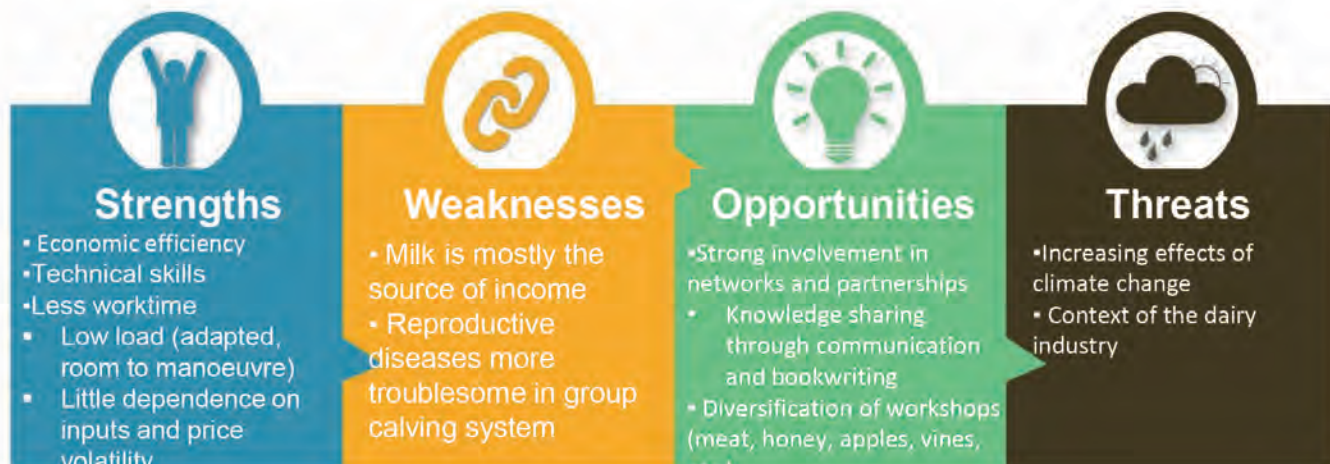 Strengths
▪ Economic efficiency
▪Technical skills
▪Less worktime
▪ Low load (adapted,
room to manoeuvre)
▪ Little dependence on
inputs and price
volatility
Weaknesses
▪ Milk is mostly the
source of income
▪ Reproductive
diseases more
troublesome in group
calving system
Opportunities
▪Strong involvement in
networks and partnerships
▪ Knowledge sharing
through communication
and bookwriting
▪ Diversification of workshops
(meat, honey, apples, vines,
Threats
▪Increasing effects of
climate change
▪ Context of the dairy
industry